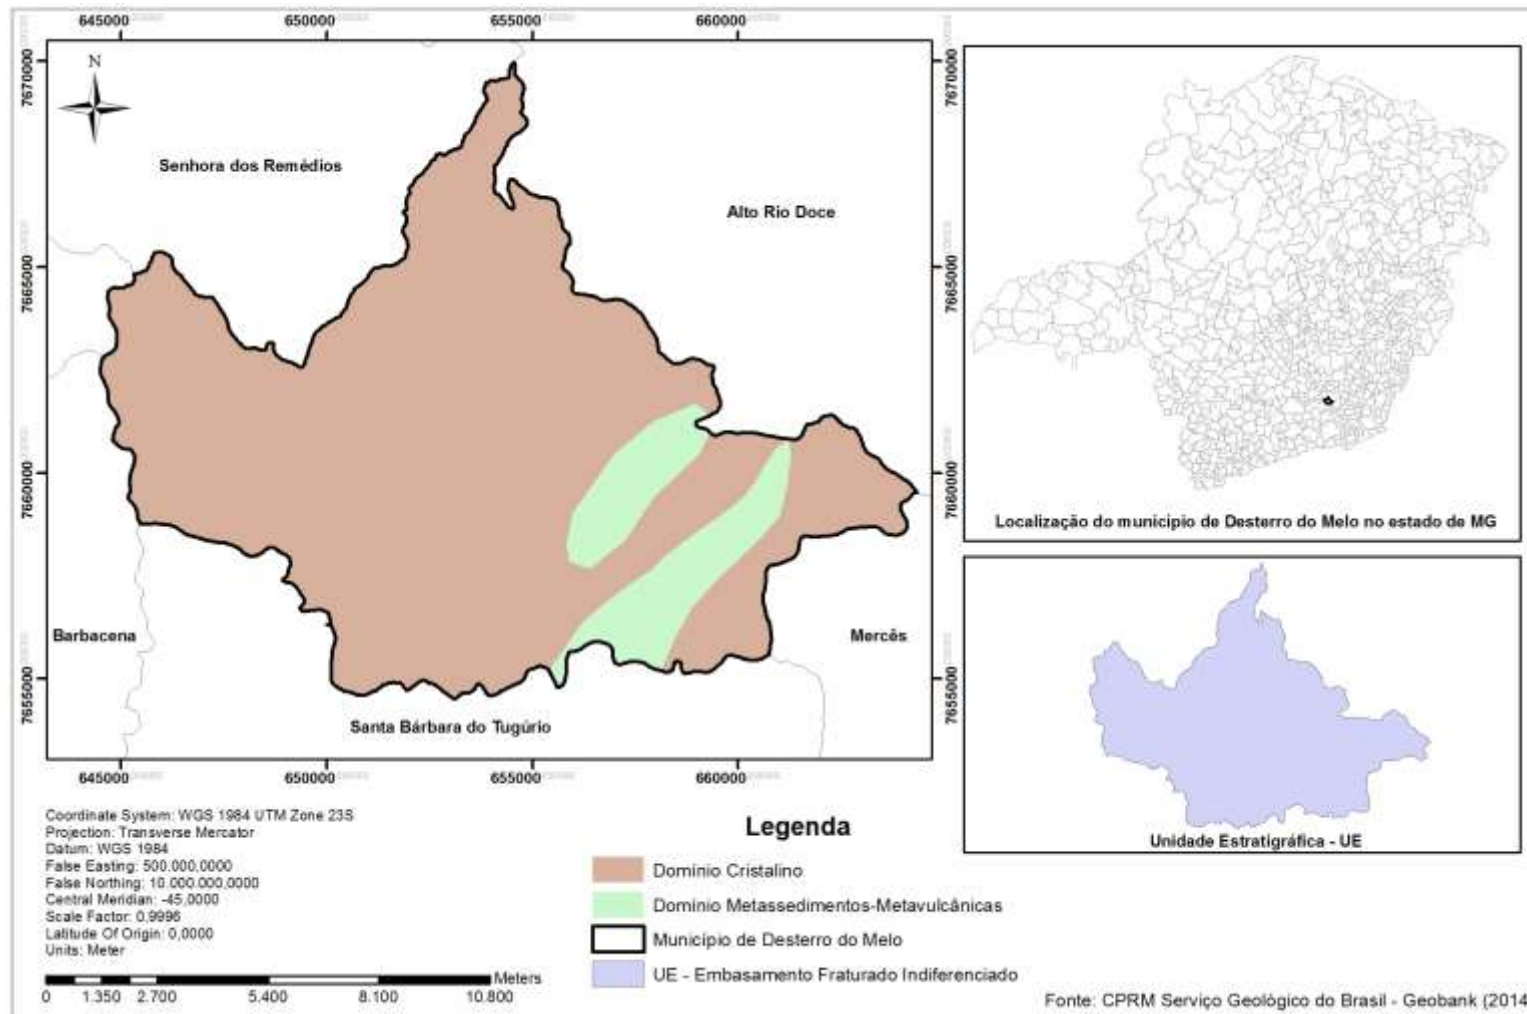 645000 650000 655000 660000
7670000
7665000
7660000
7655000
N
Senhora dos Remédios
Alto Rio Doce
Barbacena
Mercês
Santa Bárbara do Tugúrio
7670000
7665000
7660000
7655000
645000 650000 655000 660000
Localização do municipio de Desterro do Melo no estado de MG
Unidade Estratigráfica - UE
Coordinate System: WGS 1984 UTM Zone 23S
Projection: Transverse Mercator
Datum: WGS 1984
False Easting: 500.000,0000
False Northing: 10.000.000,0000
Central Meridian: -45,0000
Scale Factor: 0,9996
Latitude Of Origin: 0,0000
Units: Meter
Meters
0 1.350 2.700 5.400 8.100 10.800
Legenda
Domínio Cristalino
Domínio Metassedimentos-Metavulcânicas
Município de Desterro do Melo
UE - Embasamento Fraturado Indiferenciado
Fonte: CPRM Serviço Geológico do Brasil - Geobank (2014